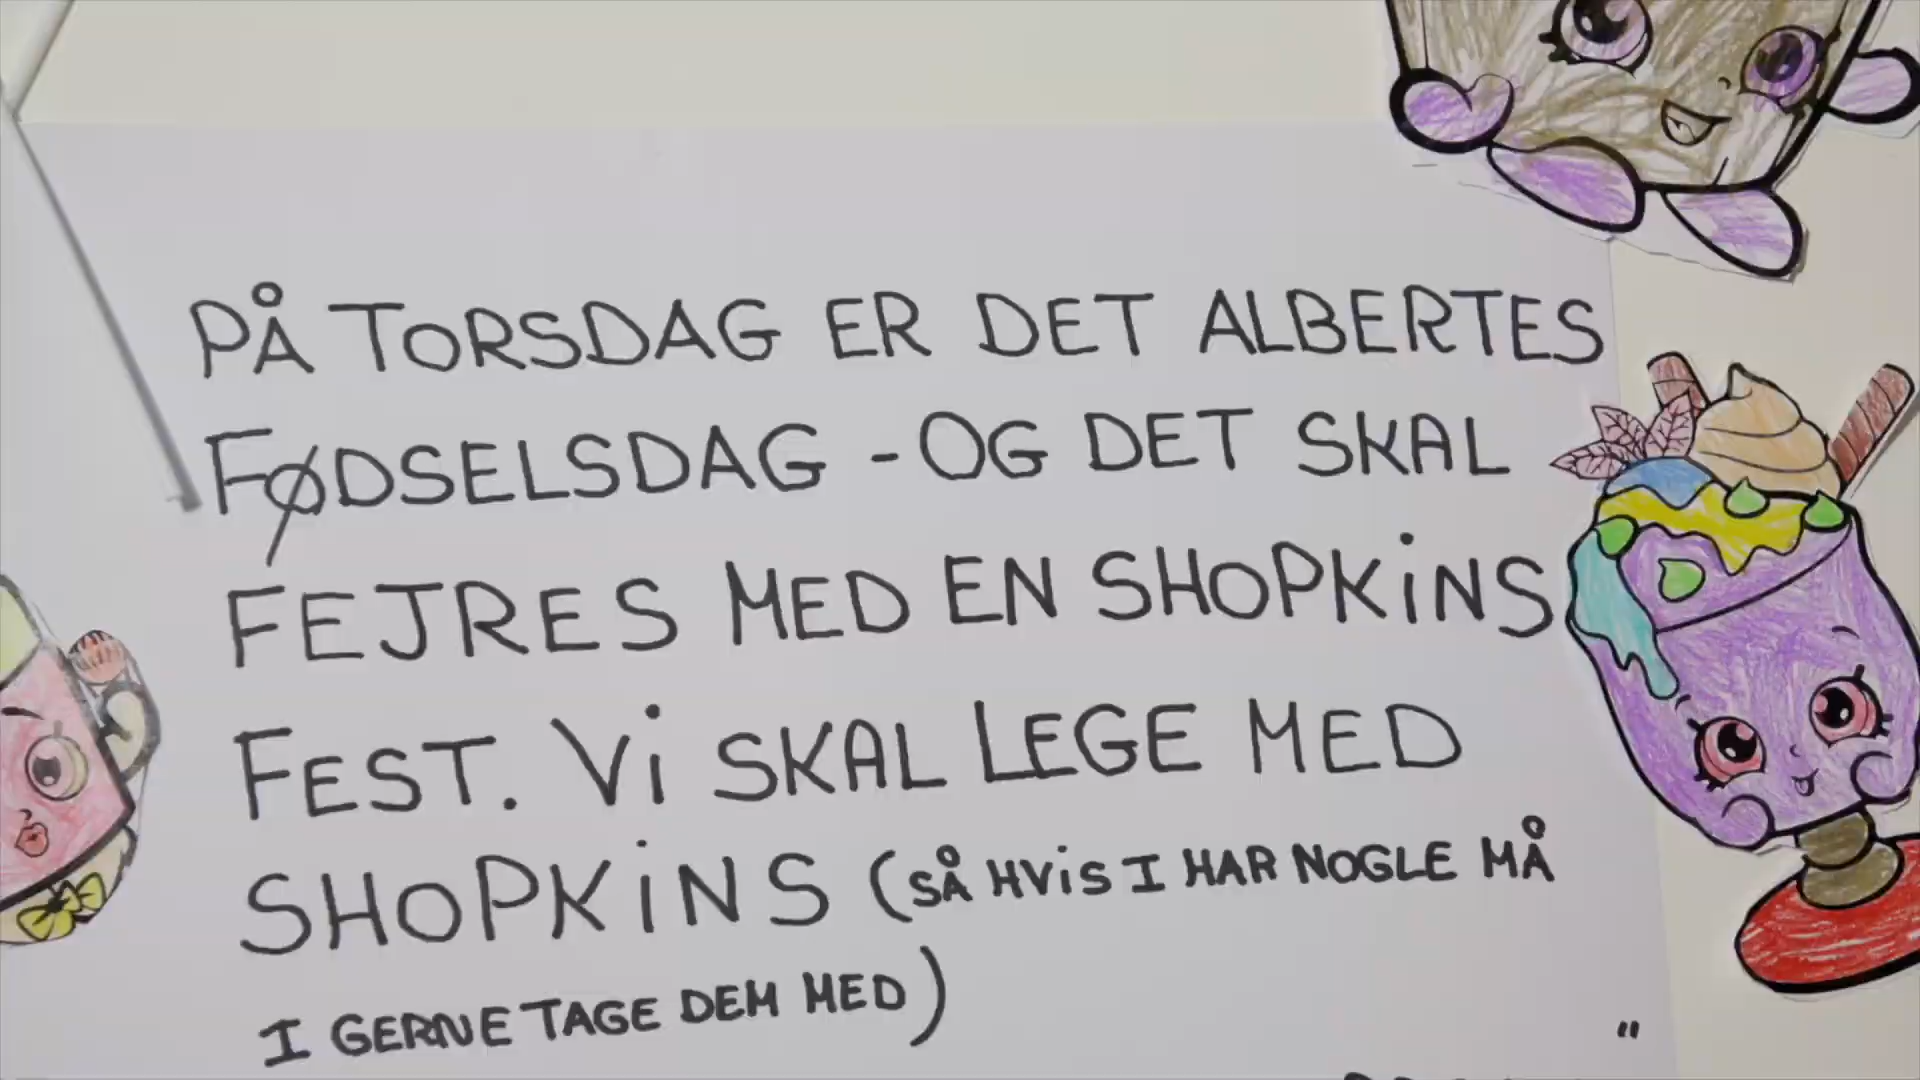 PÅ TORSDAG ER DET ALBERTES
FØDSELSDAG - OG DET SKAL
FEJRES MED EN SHOPKINS
FEST. VI SKAL LEGE MED
SHOPKINS (SÅ HVIS I HAR NOGLE MÅ
I GERNE TAGE DEM MED)